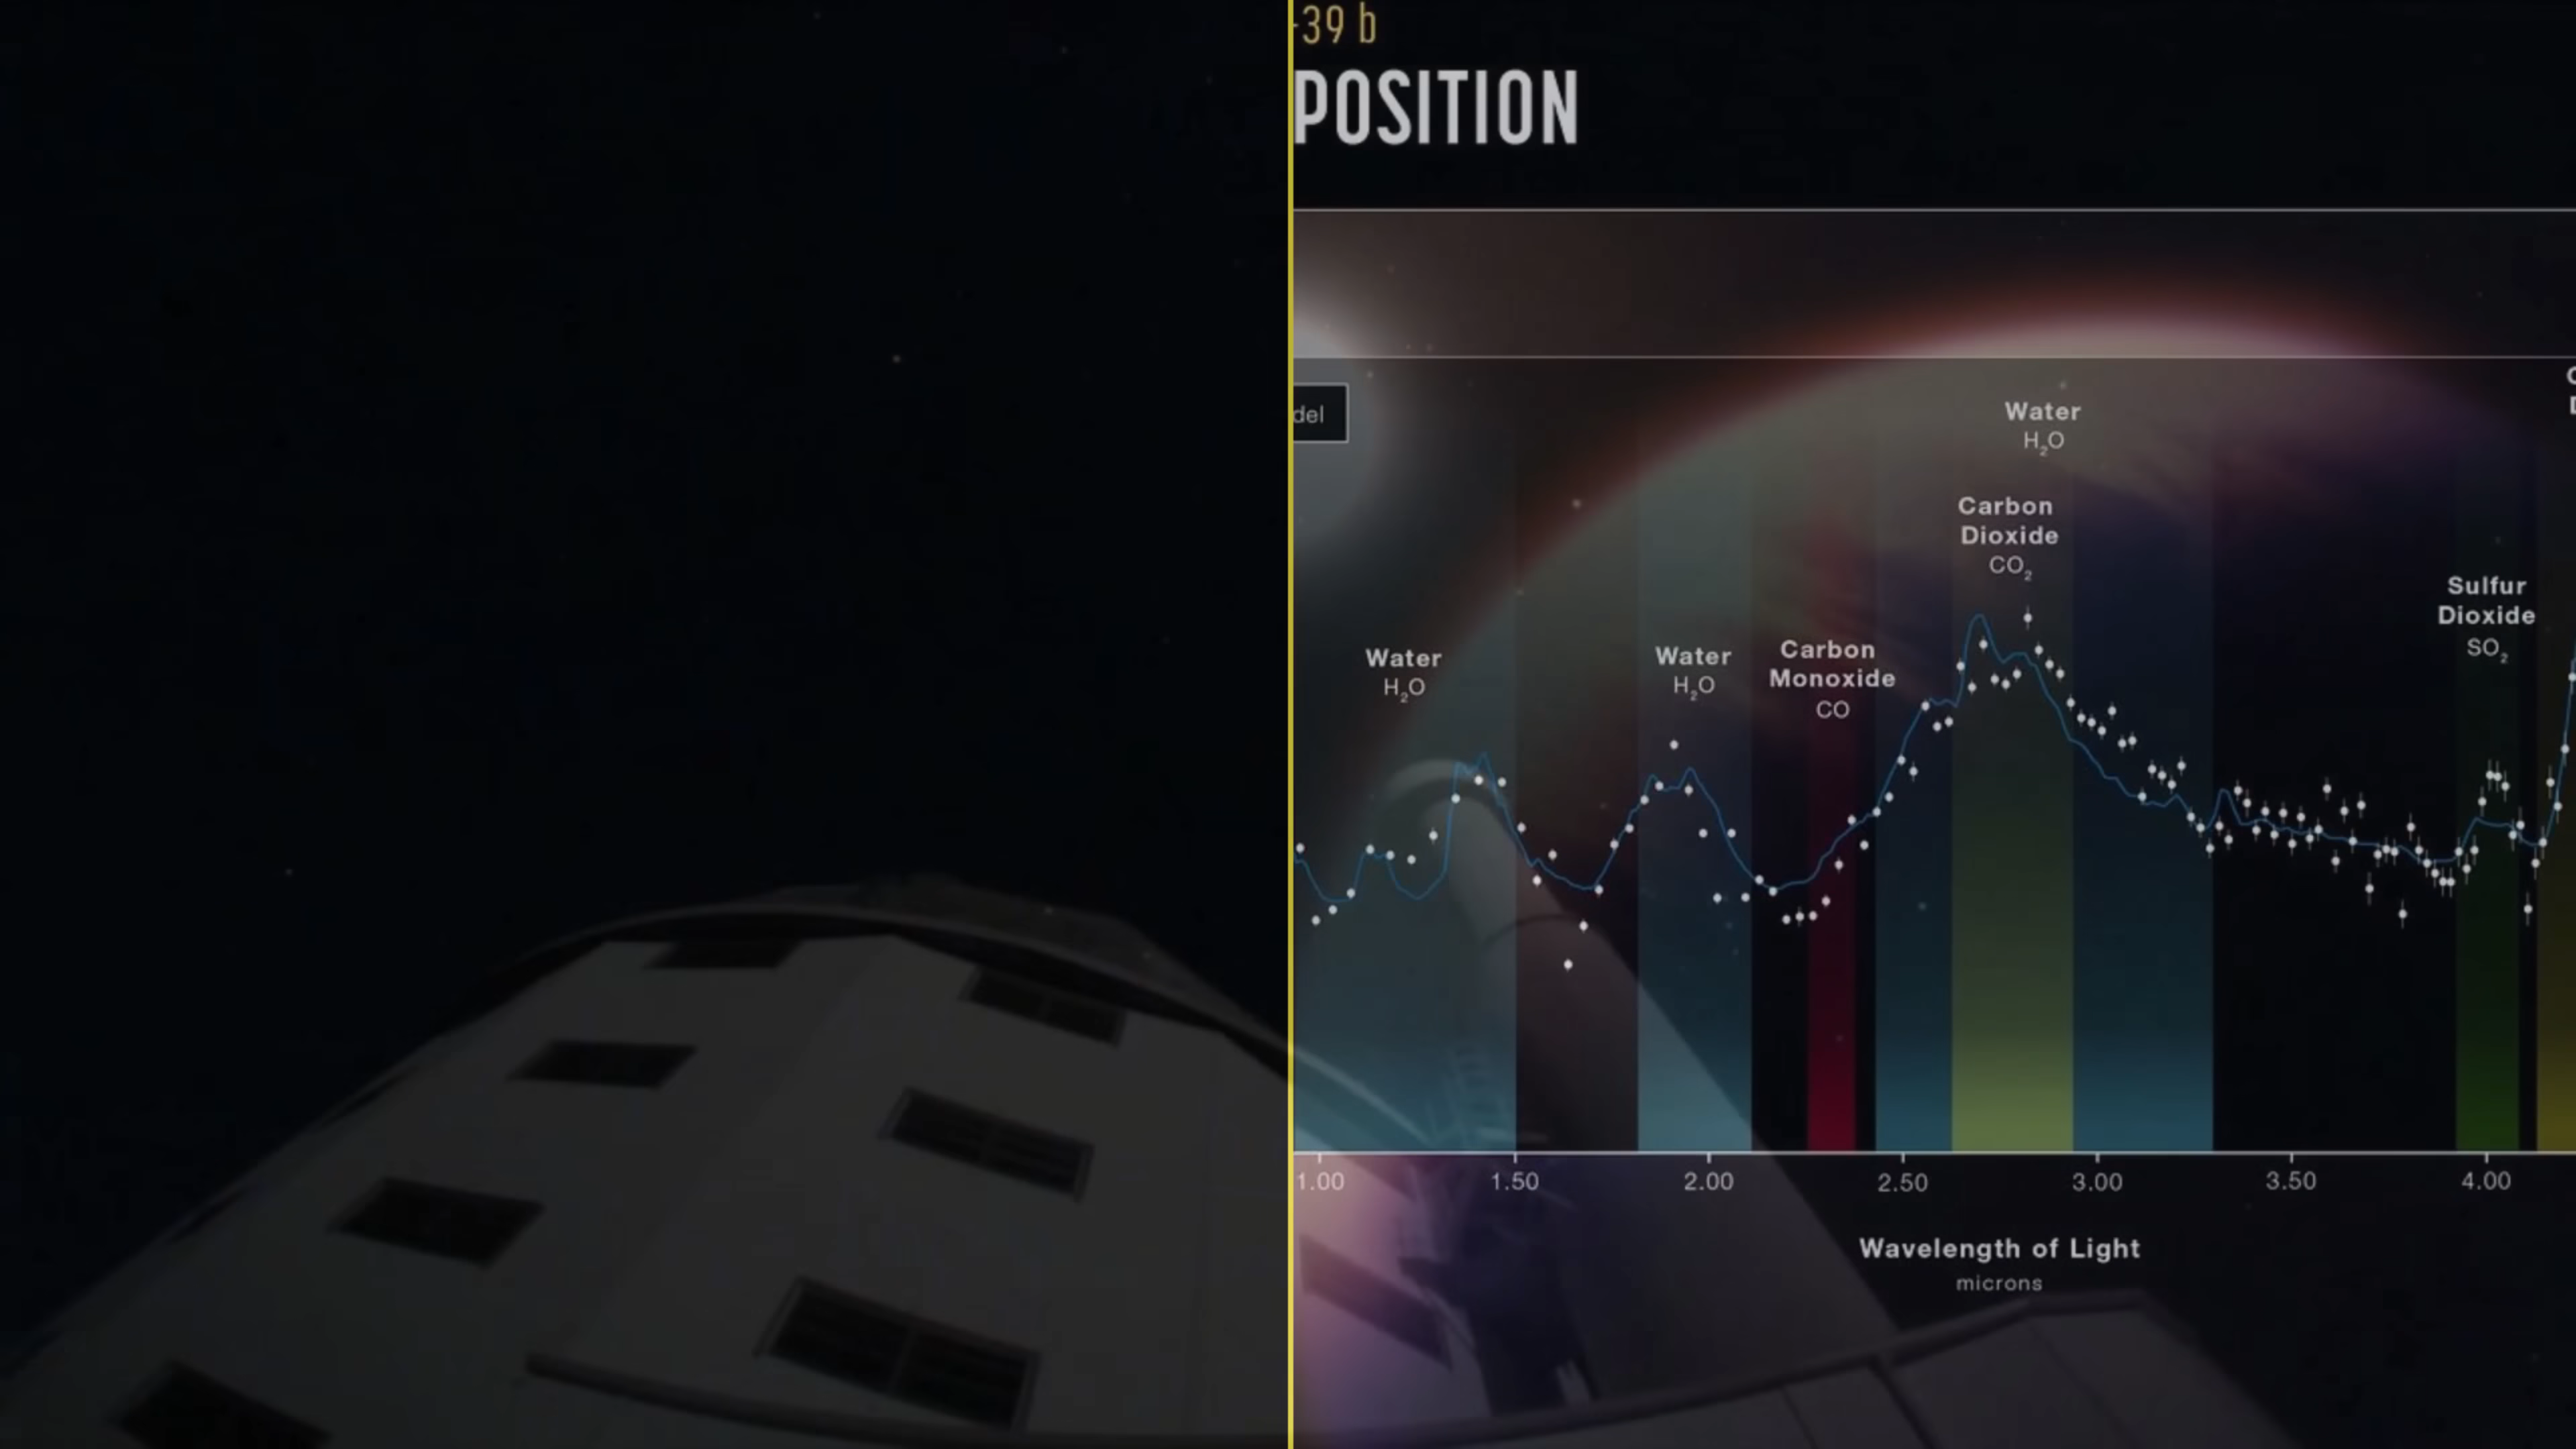 -39 b
POSITION
del
Water
H₂O
Carbon
Dioxide
CO₂
Sulfur
Dioxide
SO₂
Water
H₂O
Water
H₂O
Carbon
Monoxide
CO
1.00 1.50 2.00 2.50 3.00 3.50 4.00
Wavelength of Light
microns